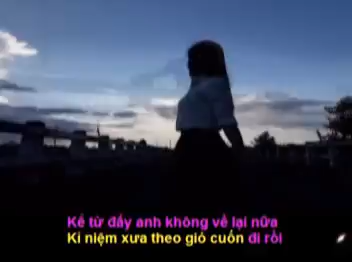 Kể từ đấy anh không về lại nữa
Kỉ niệm xưa theo gió cuốn đi rồi